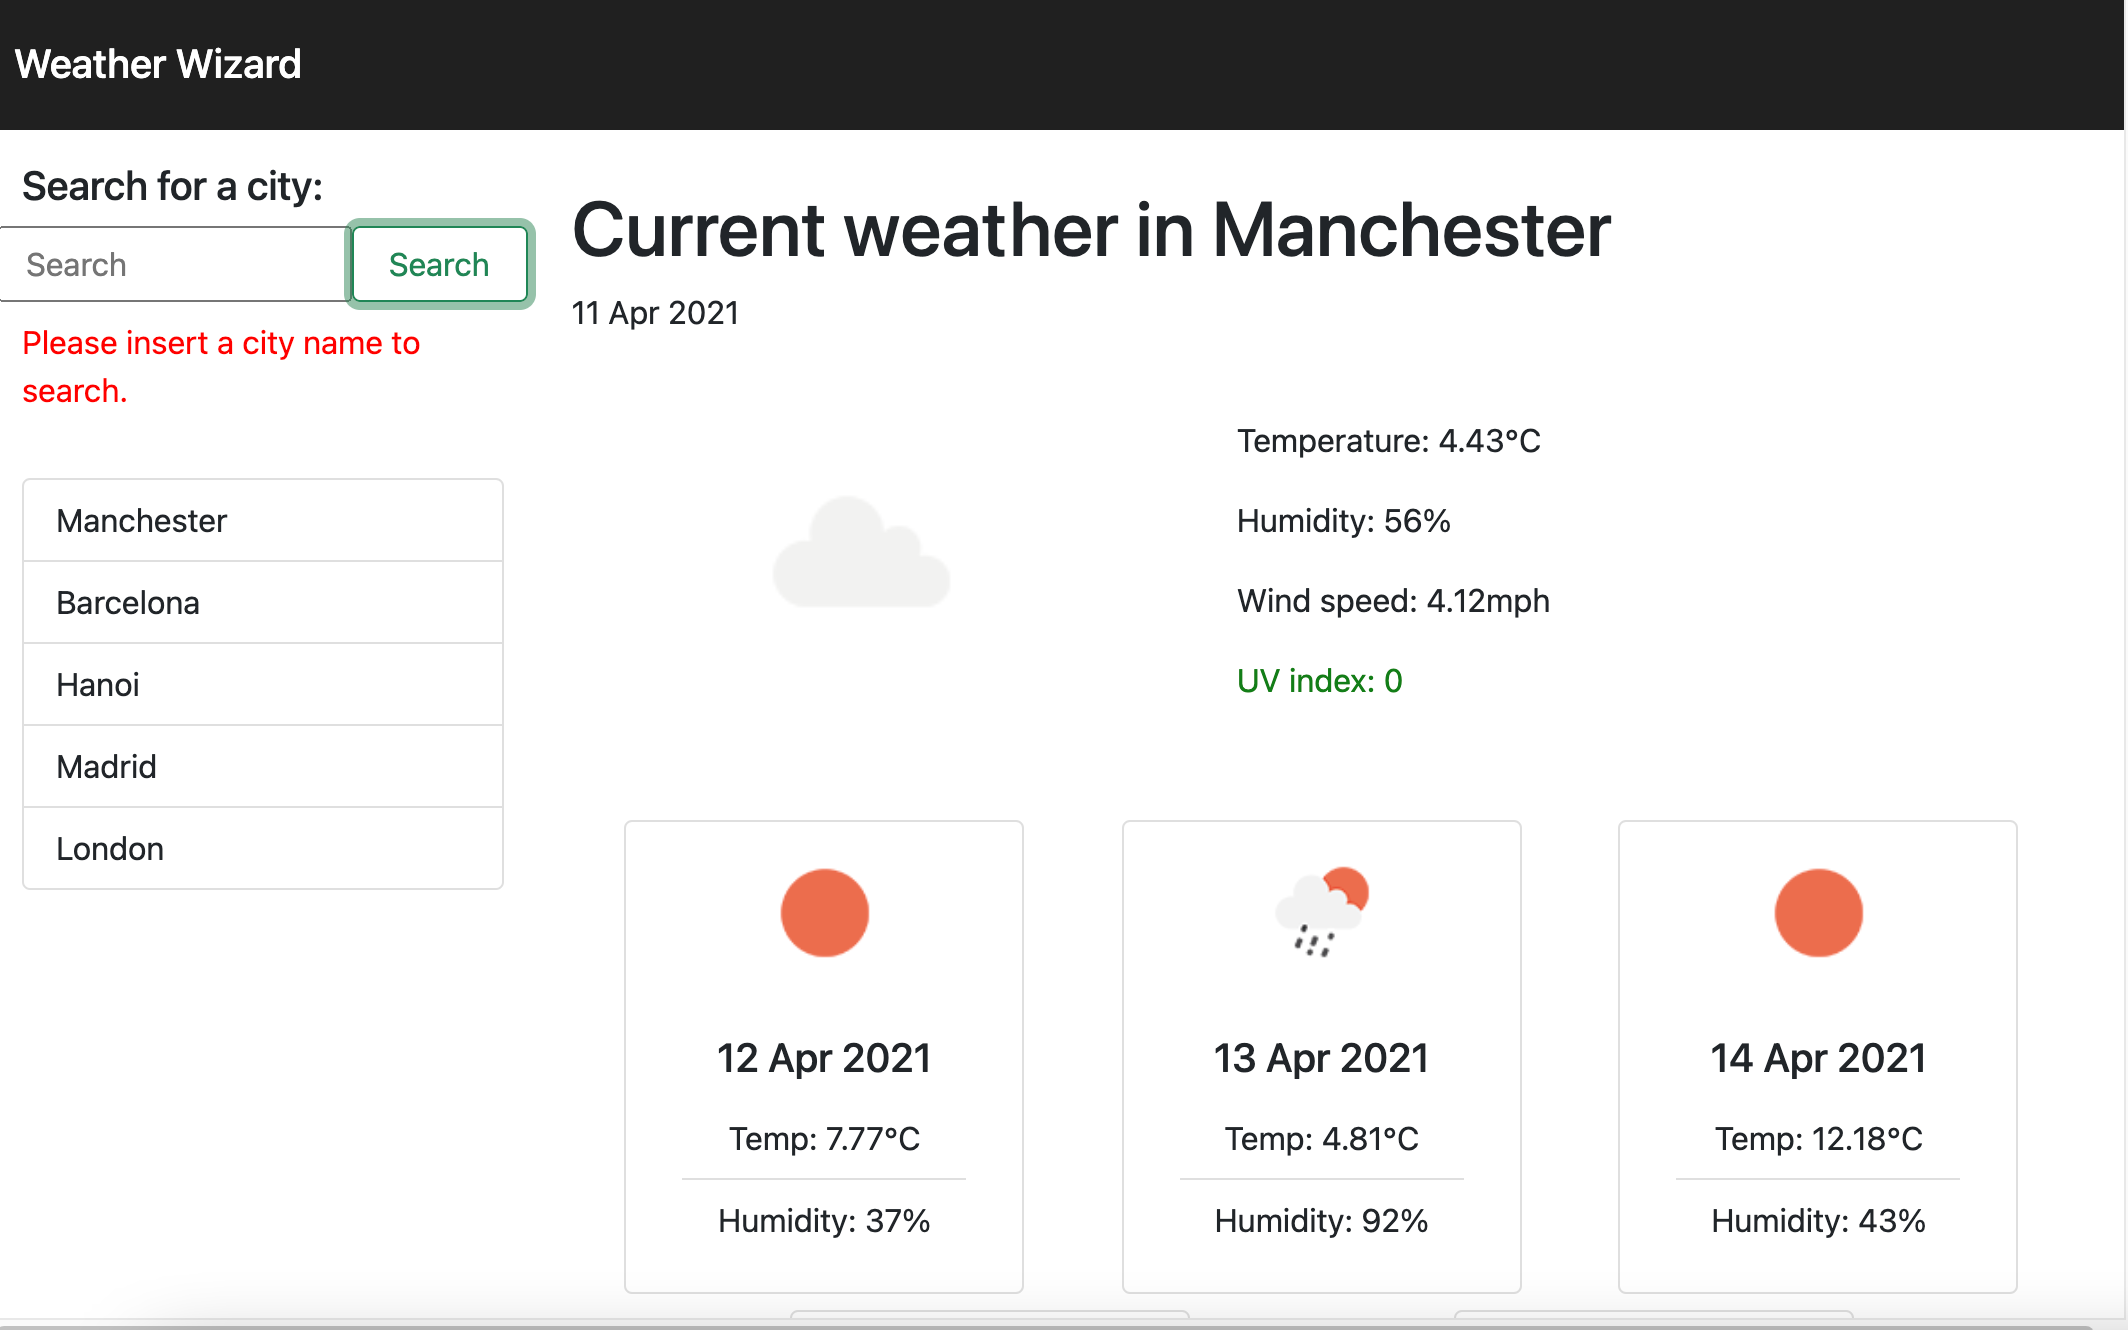 Weather Wizard
Search for a city:
Search
Search
Please insert a city name to
search.
Manchester
Barcelona
Hanoi
Madrid
London
Current weather in Manchester
11 Apr 2021
Temperature: 4.43°C
Humidity: 56%
Wind speed: 4.12mph
UV index: 0
12 Apr 2021
Temp: 7.77°C
Humidity: 37%
13 Apr 2021
Temp: 4.81°C
Humidity: 92%
14 Apr 2021
Temp: 12.18°C
Humidity: 43%